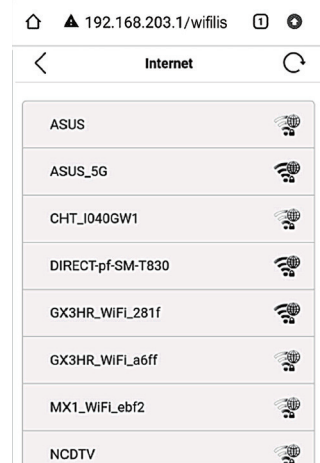 192.168.203.1/wifilis
1
Internet
ASUS
ASUS_5G
CHT_I040GW1
DIRECT-pf-SM-T830
GX3HR_WiFi_281f
GX3HR_WiFi_a6ff
MX1_WiFi_ebf2
NCDTV